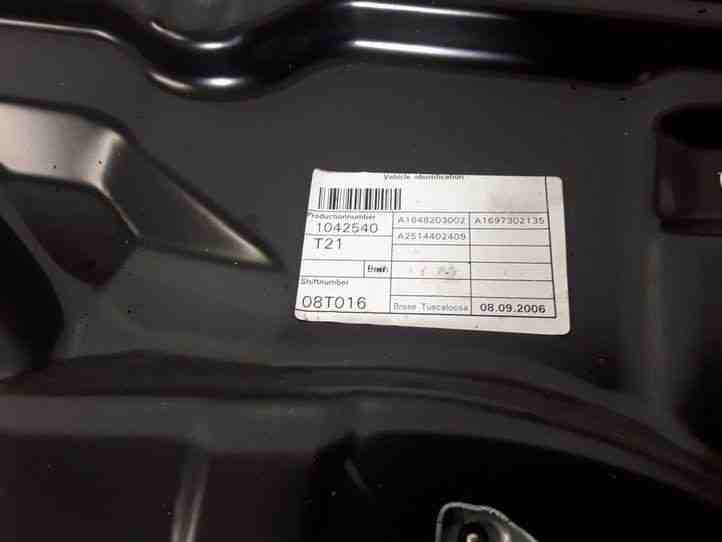 Vehicle identification
Productionnumber
1042540
T21
A1648203002 A1697302135
A2514402409
Shiftnumber
08T016
Brose Tuscaloosa 08.09.2006